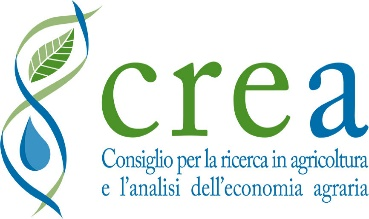 crea
Consiglio per la ricerca in agricoltura
e l'analisi dell'economia agraria